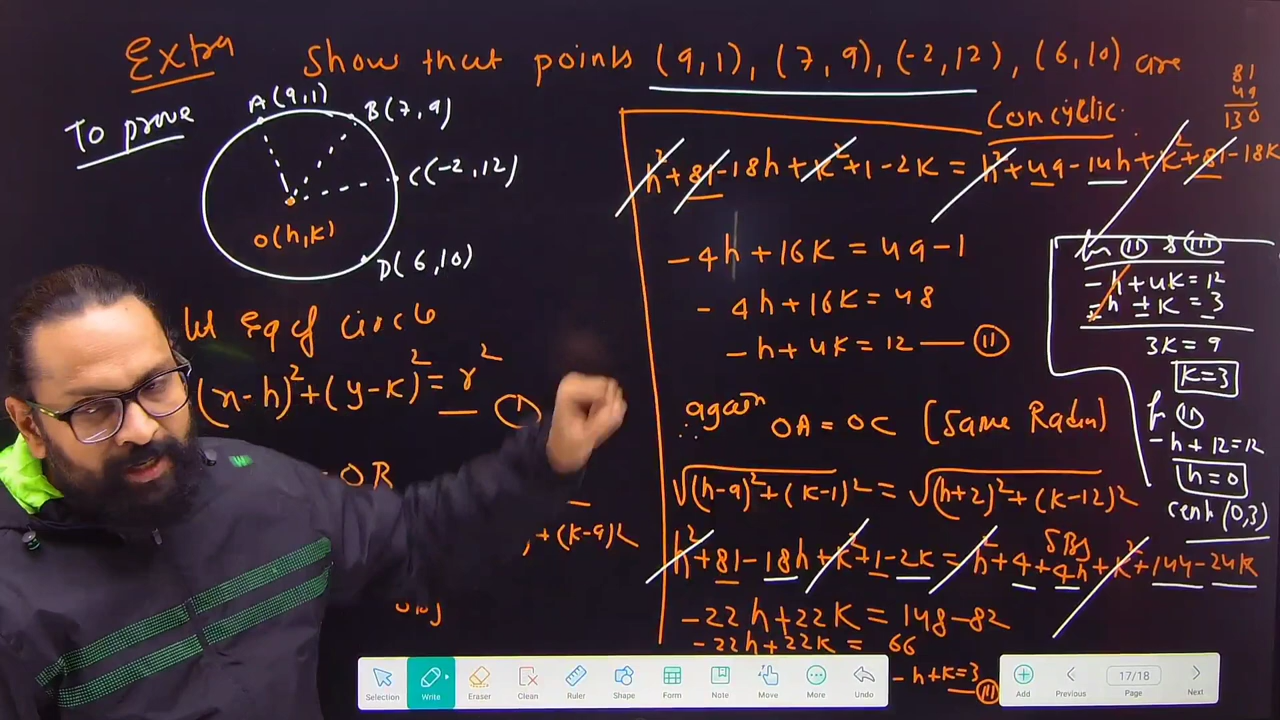 Extra Show that points (9,1), (7,9), (-2,12), (6,10) are
Concyclic.
81
49
130
To prove
A(9,1)
B(7,9)
C(-2,12)
O(h,k)
D(6,10)
let Eq of circle
(x-h)²+(y-k)²=r² — (I)
+(k-9)²
h²+81-18h+k²+1-2k = h²+49-14h+k²+81-18k
-4h+16k = 49-1
-4h+16k = 48
-h+4k = 12 — (II)
again
∴ OA = OC (Same Radius)
√(h-9)²+(k-1)² = √(h+2)²+(k-12)²
SBS
h²+81-18h+k²+1-2k = h²+4+4h+k²+144-24k
-22h+22k = 148-82
-22h+22k = 66
-h+k=3 — (III)
fr (II) & (III)
-h+4k=12
-h±k=3
3k=9
k=3
fr (II)
-h+12=12
h=0
cent (0,3)
Selection
Write
Eraser
Clean
Ruler
Shape
Form
Note
Move
More
Undo
Add
Previous
17/18
Page
Next